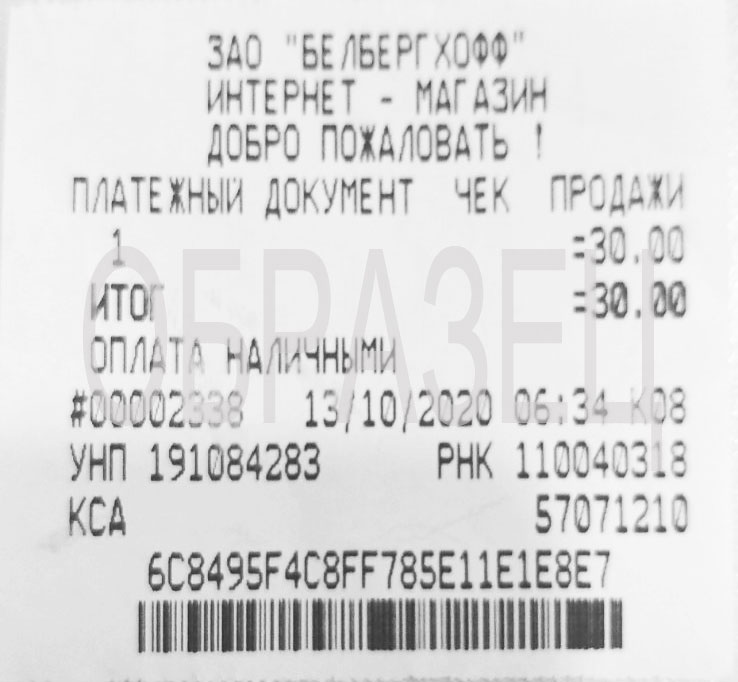 ЗАО "БЕЛБЕРГХОФФ"
ИНТЕРНЕТ - МАГАЗИН
ДОБРО ПОЖАЛОВАТЬ !
ПЛАТЕЖНЫЙ ДОКУМЕНТ ЧЕК ПРОДАЖИ
1 =30.00
ИТОГ =30.00
ОБРАЗЕЦ
ОПЛАТА НАЛИЧНЫМИ
#00002338 13/10/2020 06:34 К08
УНП 191084283 РНК 110040318
КСА 57071210
6C8495F4C8FF785E11E1E8E7